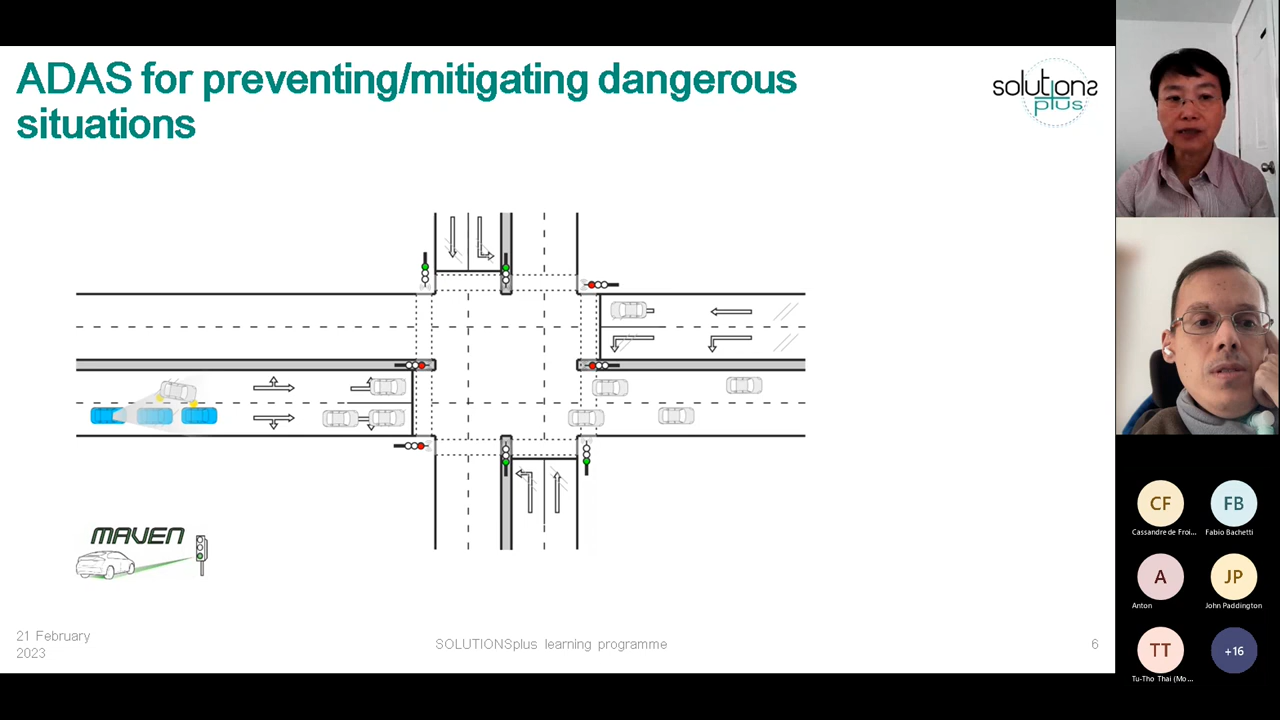 ADAS for preventing/mitigating dangerous
situations
solutions
plus
MAVEN
21 February
2023
SOLUTIONSplus learning programme
6
CF
FB
Cassandre de Froi...
Fabio Bachetti
A
JP
Anton
John Paddington
TT
+16
Tu-Tho Thai (Mo...